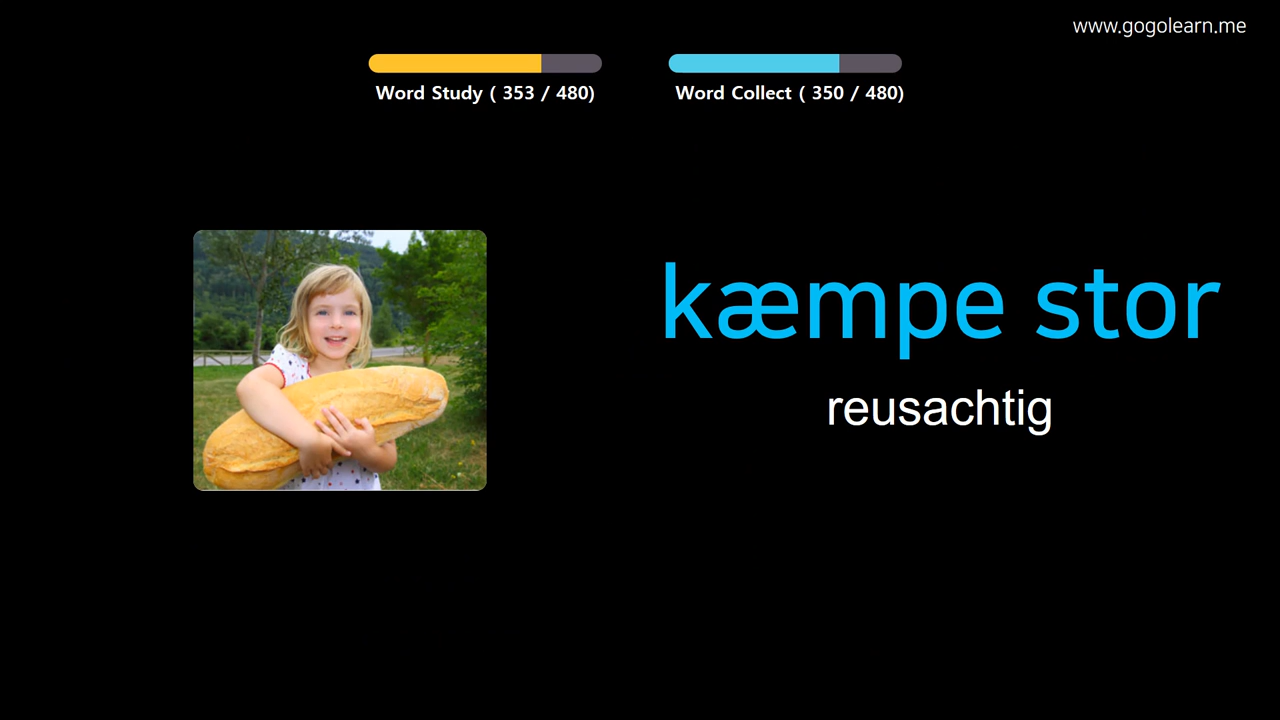 www.gogolearn.me
Word Study ( 353 / 480)
Word Collect ( 350 / 480)
kæmpe stor
reusachtig